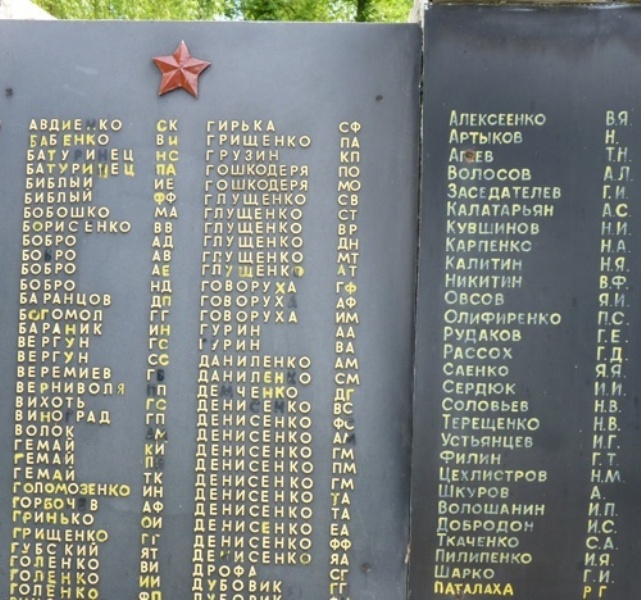 АВДИЕНКО СК
БАБЕНКО ВИ
БАТУРИНЕЦ НС
БАТУРИНЕЦ ПА
БИБЛЫЙ ИЕ
БИБЛЫЙ ФФ
БОБОШКО МА
БОРИСЕНКО ВВ
БОБРО АД
БОБРО АВ
БОБРО АЕ
БОБРО НД
БАРАНЦОВ ДП
БОГОМОЛ ГГ
БАРАНИК ИН
ВЕРГУН ГС
ВЕРГУН СС
ВЕРЕМИЕВ
ВЕРНИВОЛЯ
ВИХОТЬ ГС
ВИНОГРАД ГП
ВОЛОК
ГЕМАЙ КИ
ГЕМАЙ
ГЕМАЙ ТК
ГОЛОМОЗЕНКО ИН
ГОРБОЧЕВ АФ
ГРИНЬКО ОИ
ГРИЩЕНКО ГГ
ГУБСКИЙ ЯТ
ГОЛЕНКО ВИ
ГОЛЕНКО ИИ
ГОЛЕНКО ФП
ГИРЬКА СФ
ГРИЩЕНКО ПА
ГРУЗИН КП
ГОШКОДЕРЯ ПО
ГОШКОДЕРЯ МО
ГЛУЩЕНКО СВ
ГЛУЩЕНКО СТ
ГЛУЩЕНКО ВР
ГЛУЩЕНКО ДН
ГЛУЩЕНКО МТ
ГЛУЩЕНКО АТ
ГОВОРУХА ГФ
ГОВОРУХА АФ
ГОВОРУХА ИМ
ГУРИН АА
ГУРИН ВА
ДАНИЛЕНКО АМ
ДАНИЛЕНКО СМ
ДЕМЧЕНКО ДГ
ДЕНИСЕНКО ВС
ДЕНИСЕНКО ФС
ДЕНИСЕНКО АМ
ДЕНИСЕНКО ГМ
ДЕНИСЕНКО ПМ
ДЕНИСЕНКО ГМ
ДЕНИСЕНКО ТА
ДЕНИСЕНКО ТА
ДЕНИСЕНКО ЕА
ДЕНИСЕНКО ФФ
ДЕНИСЕНКО ЯА
ДРОФА СГ
ДУБОВИК ГГ
ДУБОВИК
АЛЕКСЕЕНКО В.Я.
АРТЫКОВ Н.
АГЕЕВ Т.Н.
ВОЛОСОВ А.Л.
ЗАСЕДАТЕЛЕВ Г.И.
КАЛАТАРЬЯН А.С.
КУВШИНОВ Н.И.
КАРПЕНКО Н.А.
КАЛИТИН Н.Я.
НИКИТИН В.Ф.
ОВСОВ Я.И.
ОЛИФИРЕНКО П.С.
РУДАКОВ Г.Е.
РАССОХ Г.Д.
САЕНКО Я.Я.
СЕРДЮК И.И.
СОЛОВЬЕВ Н.В.
ТЕРЕЩЕНКО Н.В.
УСТЬЯНЦЕВ И.Г.
ФИЛИН Г.Т.
ЦЕХЛИСТРОВ Н.М.
ШКУРОВ А.
ВОЛОШАНИН И.П.
ДОБРОДОН И.С.
ТКАЧЕНКО С.А.
ПИЛИПЕНКО И.Я.
ШАРКО Г.И.
ПАТАЛАХА Р Г